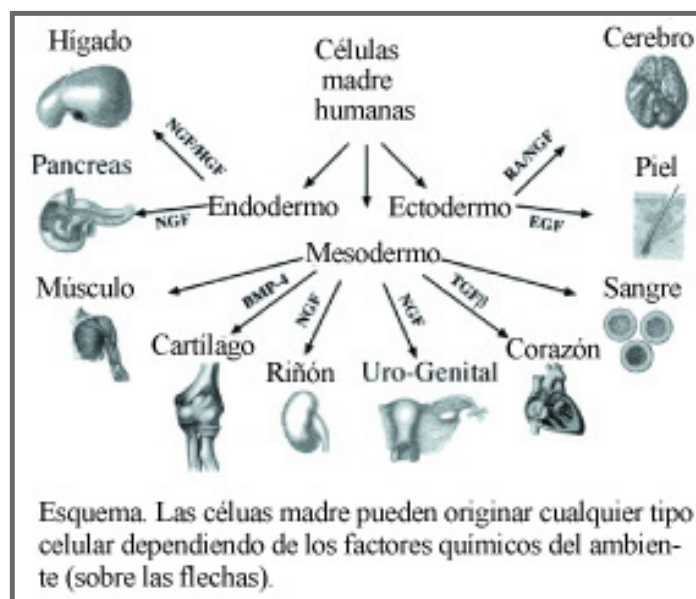 Hígado
Células
madre
humanas
Cerebro
NGF/HGF
RA/NGF
Pancreas
Piel
NGF
Endodermo
Ectodermo
EGF
Mesodermo
Músculo
BMP-4
NGF
NGF
TGFβ
Sangre
Cartílago
Riñón
Uro-Genital
Corazón
Esquema. Las céluas madre pueden originar cualquier tipo
celular dependiendo de los factores químicos del ambien-
te (sobre las flechas).